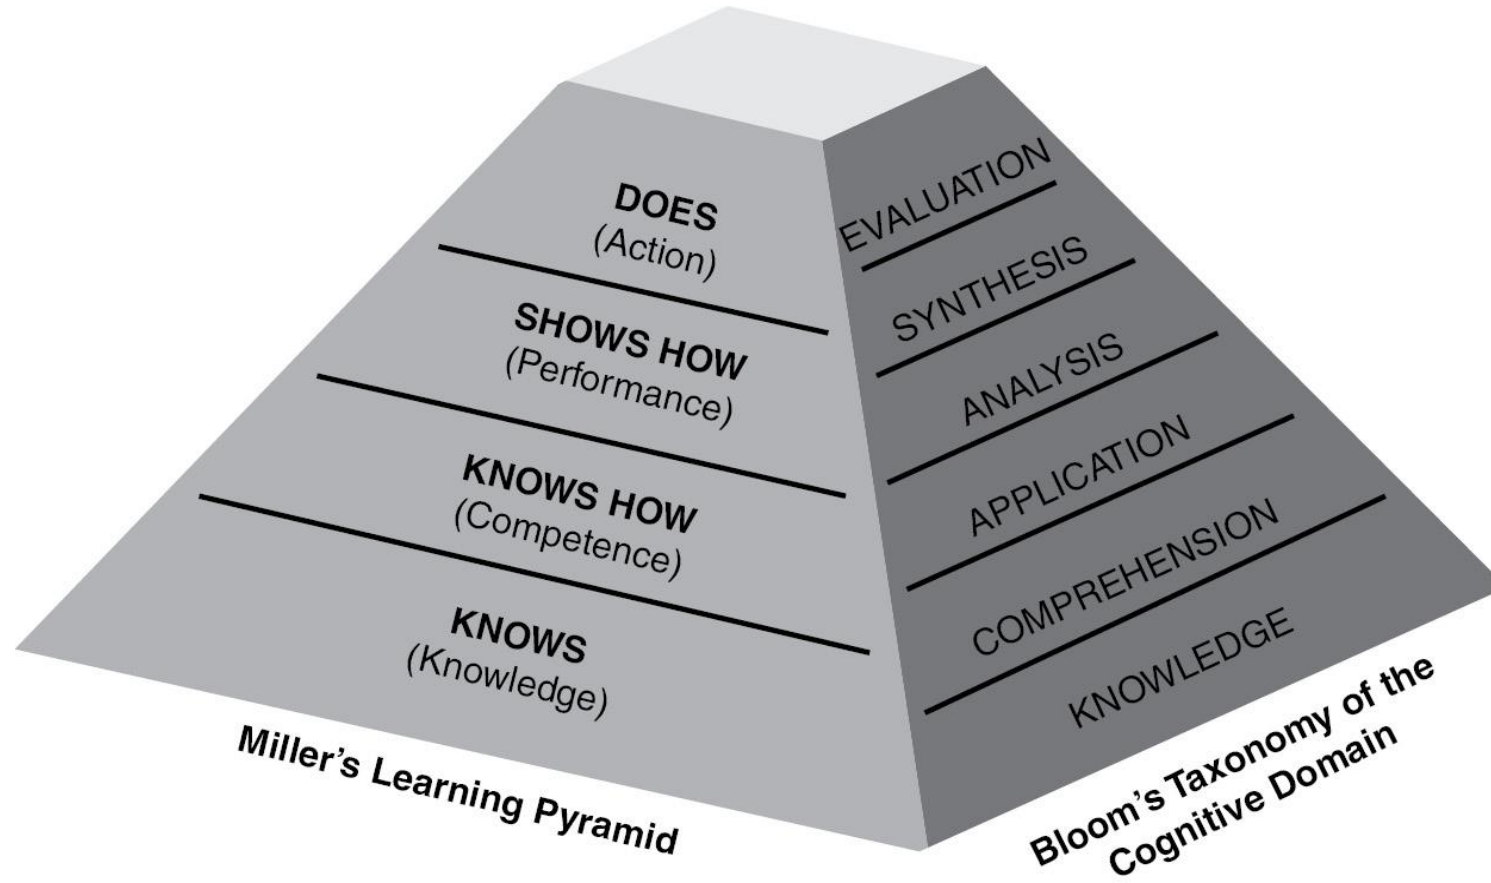 DOES
(Action)
SHOWS HOW
(Performance)
KNOWS HOW
(Competence)
KNOWS
(Knowledge)
Miller’s Learning Pyramid
EVALUATION
SYNTHESIS
ANALYSIS
APPLICATION
COMPREHENSION
KNOWLEDGE
Bloom’s Taxonomy of the
Cognitive Domain